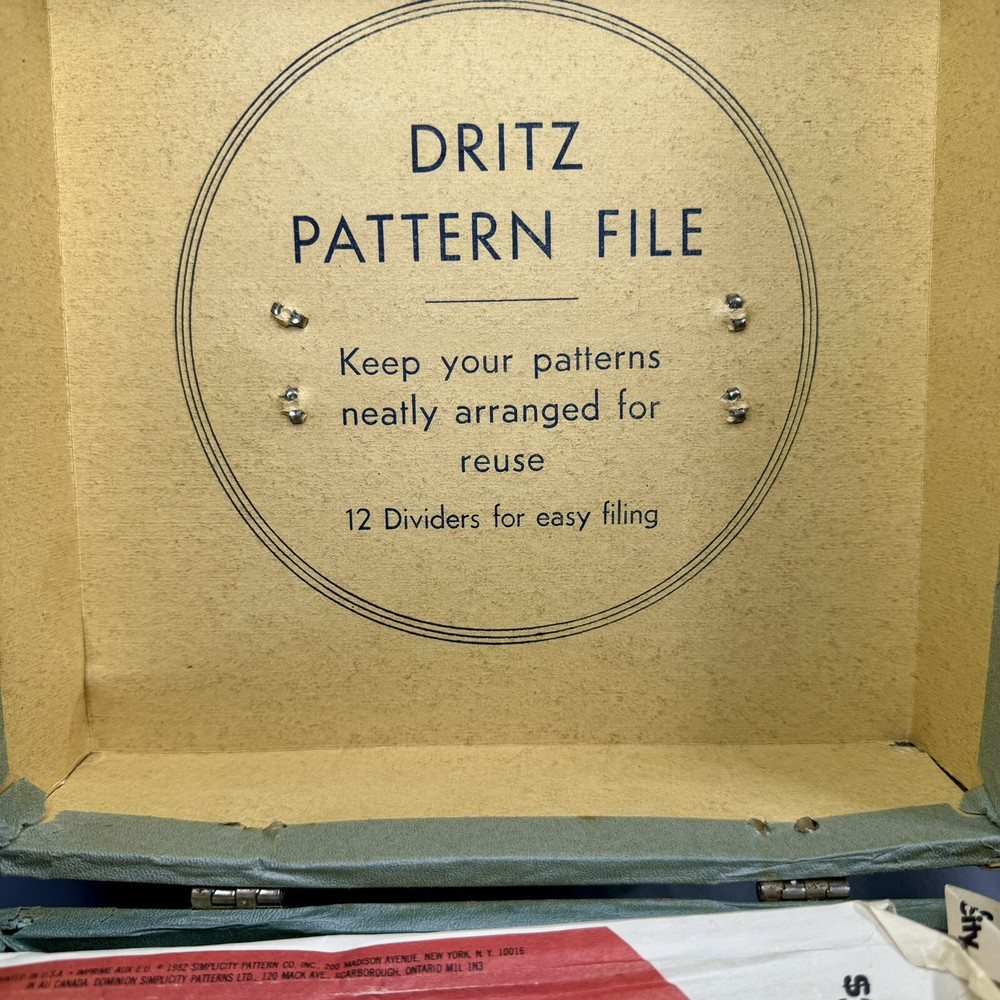 DRITZ
PATTERN FILE
Keep your patterns
neatly arranged for
reuse
12 Dividers for easy filing
PRINTED IN U.S.A. - IMPRIME AUX E.U. © 1982 SIMPLICITY PATTERN CO. INC., 200 MADISON AVENUE, NEW YORK, N.Y. 10016
IN AU CANADA. DOMINION SIMPLICITY PATTERNS LTD., 120 MACK AVE., SCARBOROUGH, ONTARIO M1L 1N3